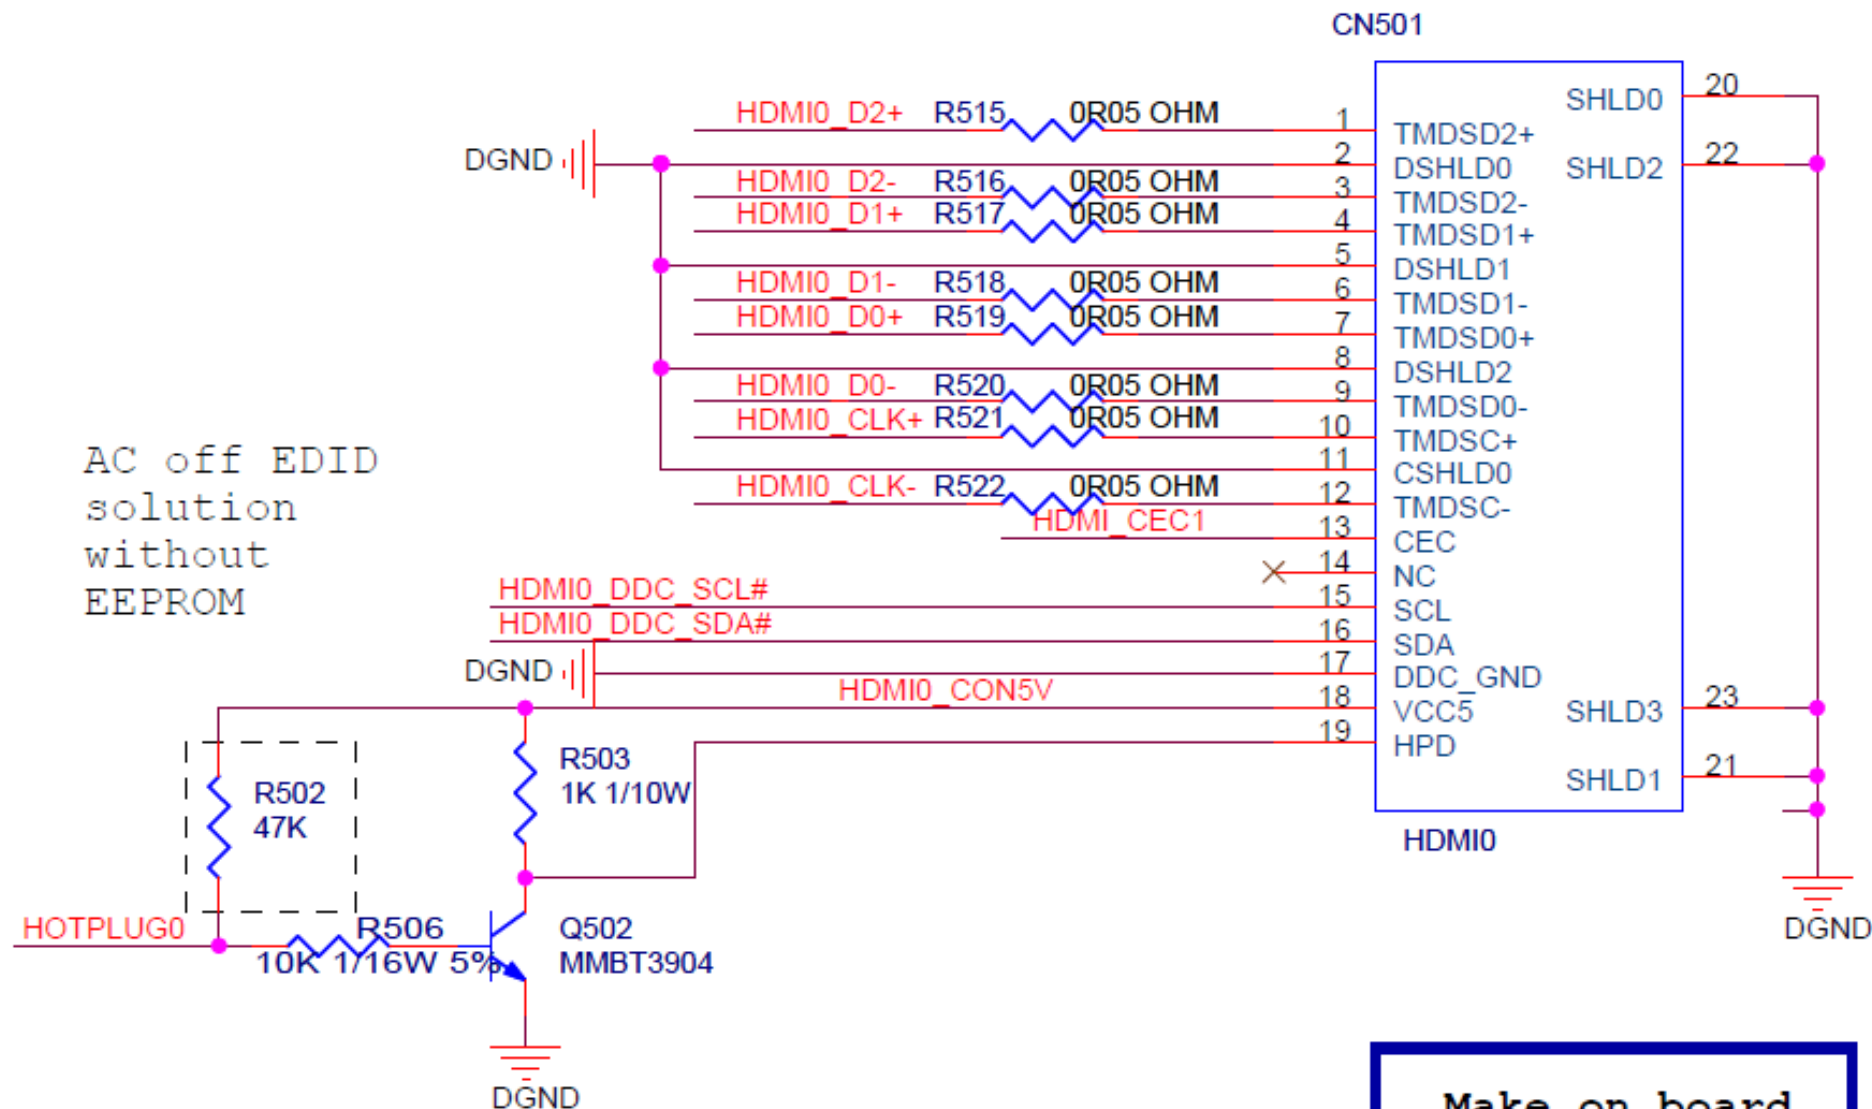 CN501
HDMI0_D2+ R515 0R05 OHM 1 TMDSD2+ SHLD0 20
DGND 2 DSHLD0 SHLD2 22
HDMI0_D2- R516 0R05 OHM 3 TMDSD2-
HDMI0_D1+ R517 0R05 OHM 4 TMDSD1+
5 DSHLD1
HDMI0_D1- R518 0R05 OHM 6 TMDSD1-
HDMI0_D0+ R519 0R05 OHM 7 TMDSD0+
8 DSHLD2
HDMI0_D0- R520 0R05 OHM 9 TMDSD0-
HDMI0_CLK+ R521 0R05 OHM 10 TMDSC+
11 CSHLD0
HDMI0_CLK- R522 0R05 OHM 12 TMDSC-
HDMI_CEC1 13 CEC
14 NC
HDMI0_DDC_SCL# 15 SCL
HDMI0_DDC_SDA# 16 SDA
DGND 17 DDC_GND
HDMI0_CON5V 18 VCC5 SHLD3 23
19 HPD
SHLD1 21
HDMI0
DGND
AC off EDID
solution
without
EEPROM
R502
47K
R503
1K 1/10W
HOTPLUG0
R506
10K 1/16W 5%
Q502
MMBT3904
DGND
Make on board